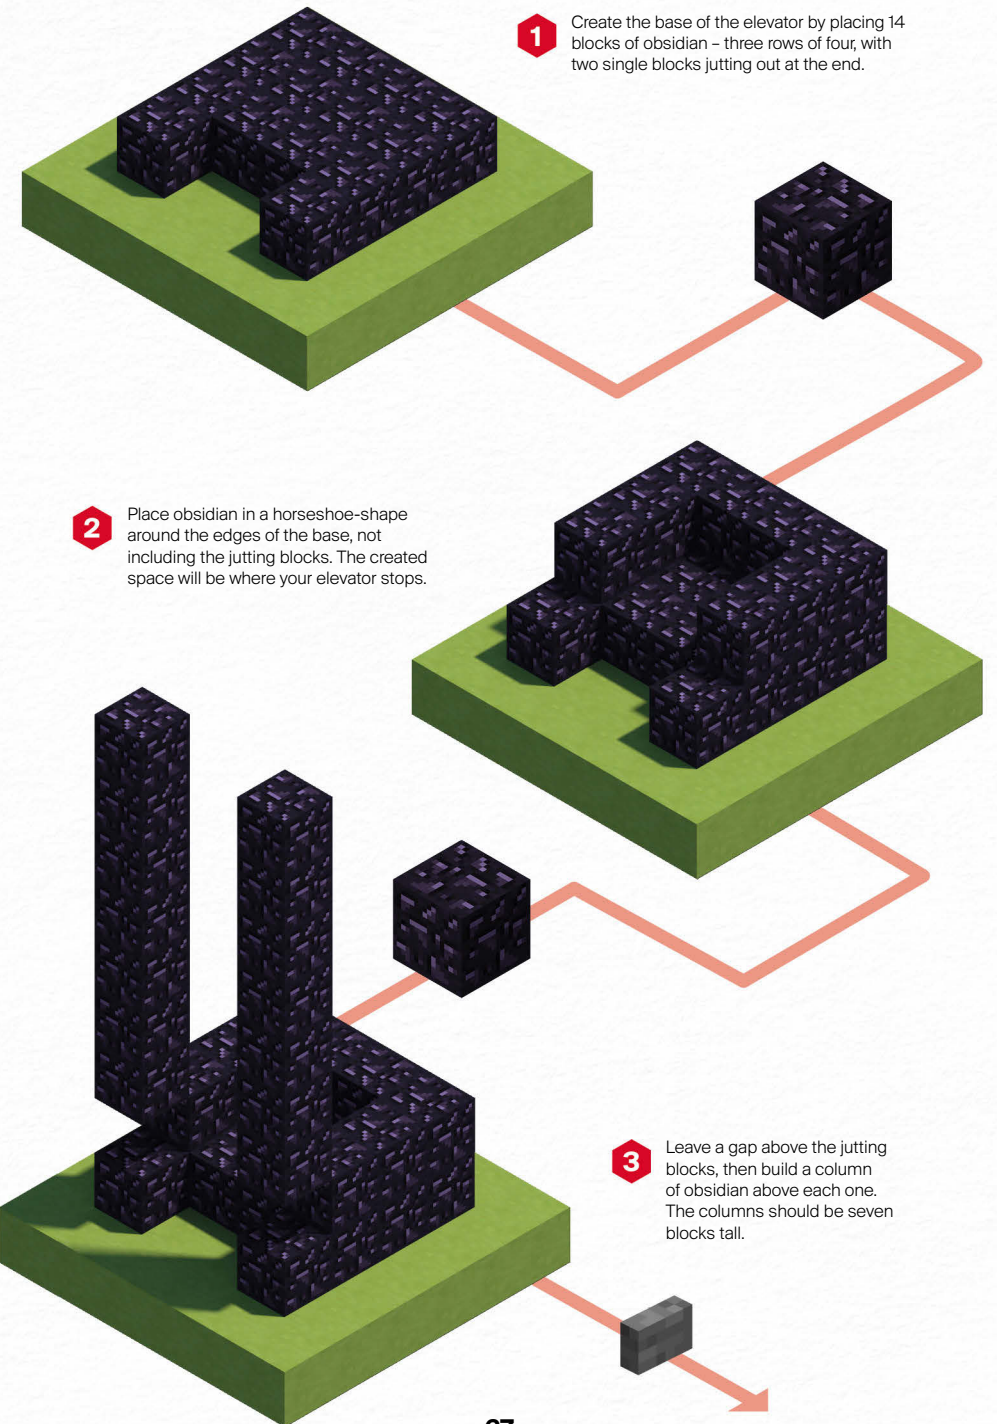 1
Create the base of the elevator by placing 14
blocks of obsidian – three rows of four, with
two single blocks jutting out at the end.
2
Place obsidian in a horseshoe-shape
around the edges of the base, not
including the jutting blocks. The created
space will be where your elevator stops.
3
Leave a gap above the jutting
blocks, then build a column
of obsidian above each one.
The columns should be seven
blocks tall.